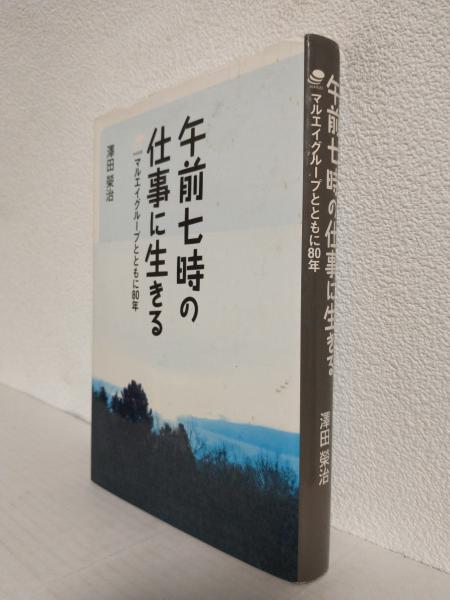 午前七時の
仕事に生きる
マルエイグループとともに80年
澤田 榮治
午前七時の仕事に生きる
マルエイグループとともに80年
澤田 榮治